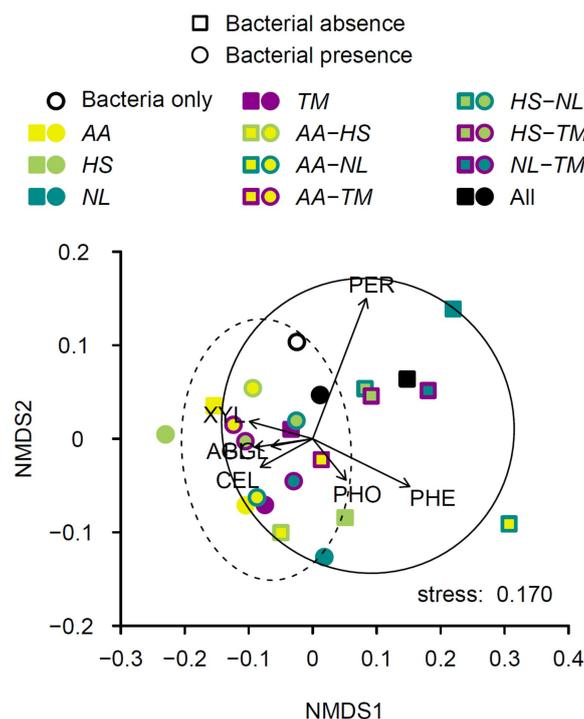 Bacterial absence
Bacterial presence
Bacteria only TM HS−NL
AA AA−HS HS−TM
HS AA−NL NL−TM
NL AA−TM All
0.2
0.1
0
−0.1
−0.2
NMDS2
PER
XYL
CEL
PHO
PHE
stress: 0.170
−0.3 −0.2 −0.1 0 0.1 0.2 0.3 0.4
NMDS1